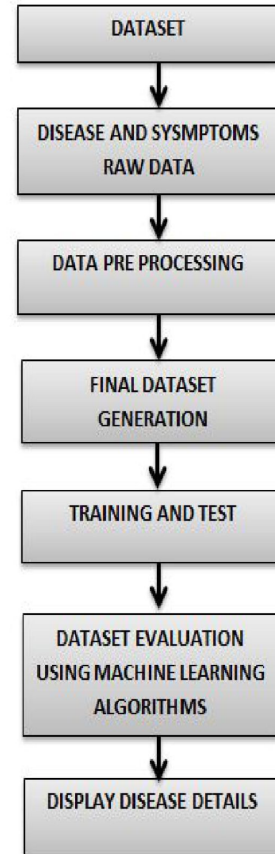 DATASET
DISEASE AND SYSMPTOMS
RAW DATA
DATA PRE PROCESSING
FINAL DATASET
GENERATION
TRAINING AND TEST
DATASET EVALUATION
USING MACHINE LEARNING
ALGORITHMS
DISPLAY DISEASE DETAILS